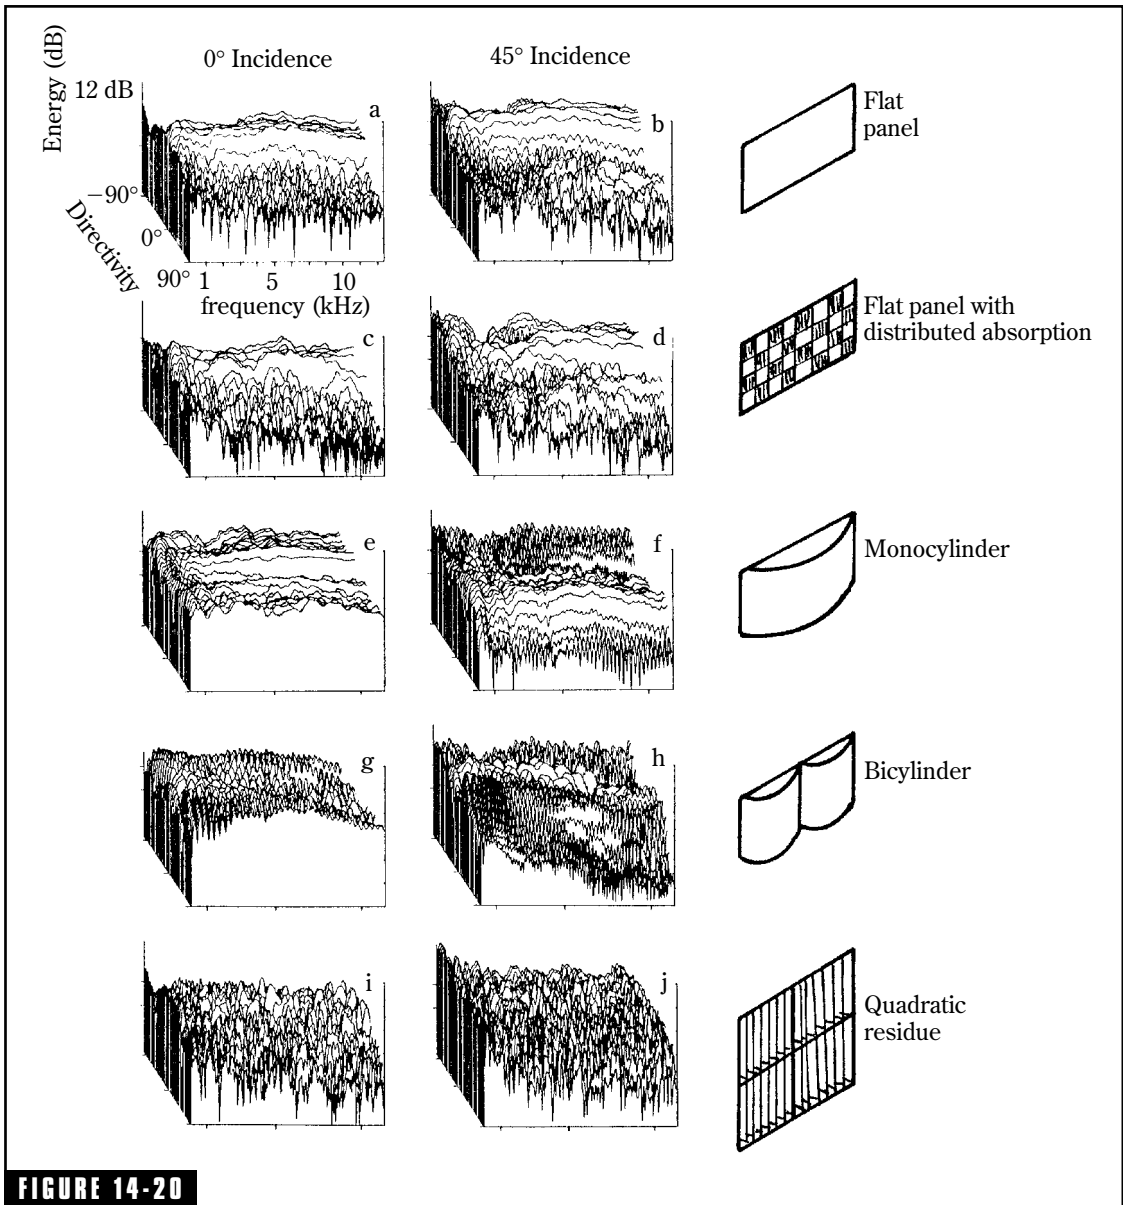 0° Incidence
45° Incidence
Energy (dB)
12 dB
−90°
Directivity
0°
90°
1
5
10
frequency (kHz)
a
b
Flat
panel
c
d
Flat panel with
distributed absorption
e
f
Monocylinder
g
h
Bicylinder
i
j
Quadratic
residue
FIGURE 14-20